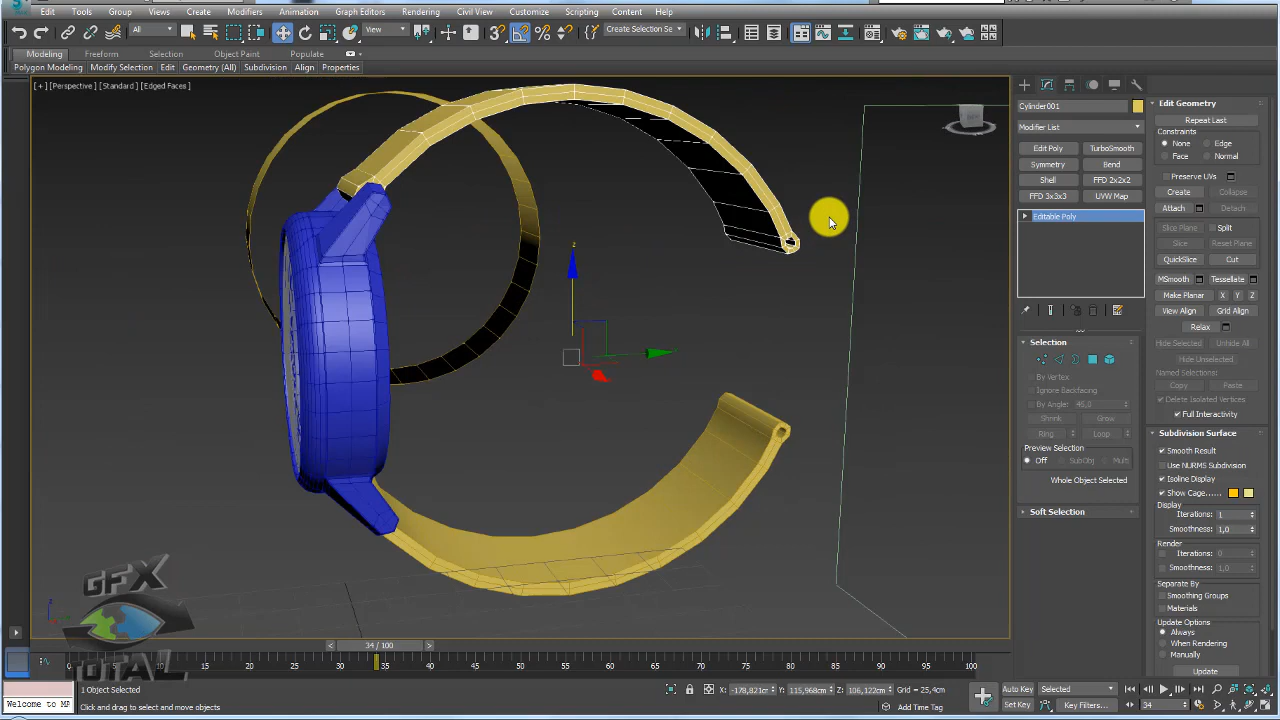 Edit Tools Group Views Create Modifiers Animation Graph Editors Rendering Civil View Customize Scripting Content Help
All View Create Selection Se
Modeling Freeform Selection Object Paint Populate
Polygon Modeling Modify Selection Edit Geometry (All) Subdivision Align Properties
[+] [Perspective] [Standard] [Edged Faces]
Cylinder001
Modifier List
Edit Poly TurboSmooth
Symmetry Bend
Shell FFD 2x2x2
FFD 3x3x3 UVW Map
Editable Poly
Selection
By Vertex
Ignore Backfacing
By Angle: 45,0
Shrink Grow
Ring Loop
Preview Selection
Off SubObj Multi
Whole Object Selected
Soft Selection
Edit Geometry
Repeat Last
Constraints
None Edge
Face Normal
Preserve UVs
Create Collapse
Attach Detach
Slice Plane Split
Slice Reset Plane
QuickSlice Cut
MSmooth Tessellate
Make Planar X Y Z
View Align Grid Align
Relax
Hide Selected Unhide All
Hide Unselected
Named Selections:
Copy Paste
Delete Isolated Vertices
Full Interactivity
Subdivision Surface
Smooth Result
Use NURMS Subdivision
Isoline Display
Show Cage......
Display
Iterations: 1
Smoothness: 1,0
Render
Iterations: 0
Smoothness: 1,0
Separate By
Smoothing Groups
Materials
Update Options
Always
When Rendering
Manually
Update
z
GFX
TOTAL
< 34 / 100 >
0 5 15 20 25 30 35 40 45 50 55 60 65 70 75 80 85 90 95 100
1 Object Selected
X: -178,821cm Y: 115,968cm Z: 106,122cm Grid = 25,4cm
Auto Key Selected
Welcome to M
Click and drag to select and move objects
Add Time Tag
Set Key Key Filters...
34